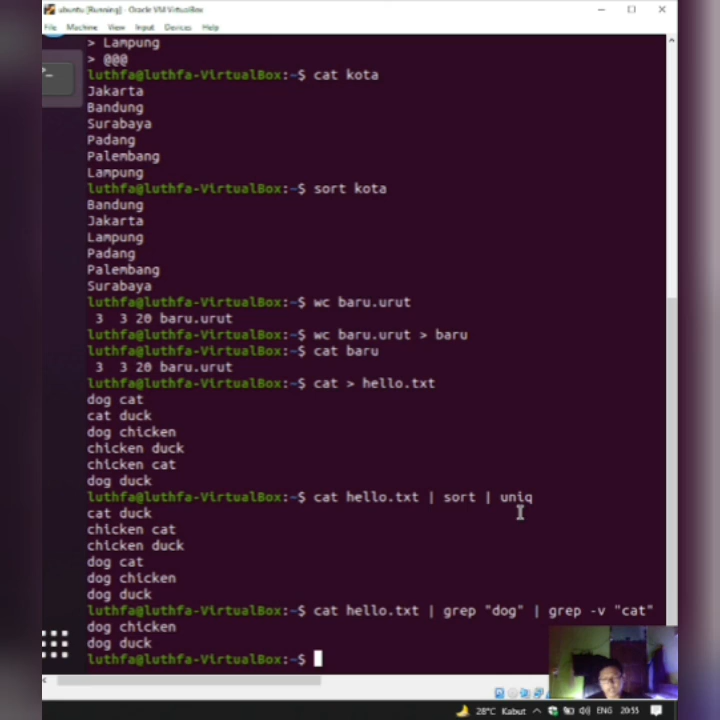 ubuntu [Running] - Oracle VM VirtualBox
File Machine View Input Devices Help
> Lampung
> @@@
luthfa@luthfa-VirtualBox:~$ cat kota
Jakarta
Bandung
Surabaya
Padang
Palembang
Lampung
luthfa@luthfa-VirtualBox:~$ sort kota
Bandung
Jakarta
Lampung
Padang
Palembang
Surabaya
luthfa@luthfa-VirtualBox:~$ wc baru.urut
3 3 20 baru.urut
luthfa@luthfa-VirtualBox:~$ wc baru.urut > baru
luthfa@luthfa-VirtualBox:~$ cat baru
3 3 20 baru.urut
luthfa@luthfa-VirtualBox:~$ cat > hello.txt
dog cat
cat duck
dog chicken
chicken duck
chicken cat
dog duck
luthfa@luthfa-VirtualBox:~$ cat hello.txt | sort | uniq
cat duck
chicken cat
chicken duck
dog cat
dog chicken
dog duck
luthfa@luthfa-VirtualBox:~$ cat hello.txt | grep "dog" | grep -v "cat"
dog chicken
dog duck
luthfa@luthfa-VirtualBox:~$
28°C Kabut ENG 20:55